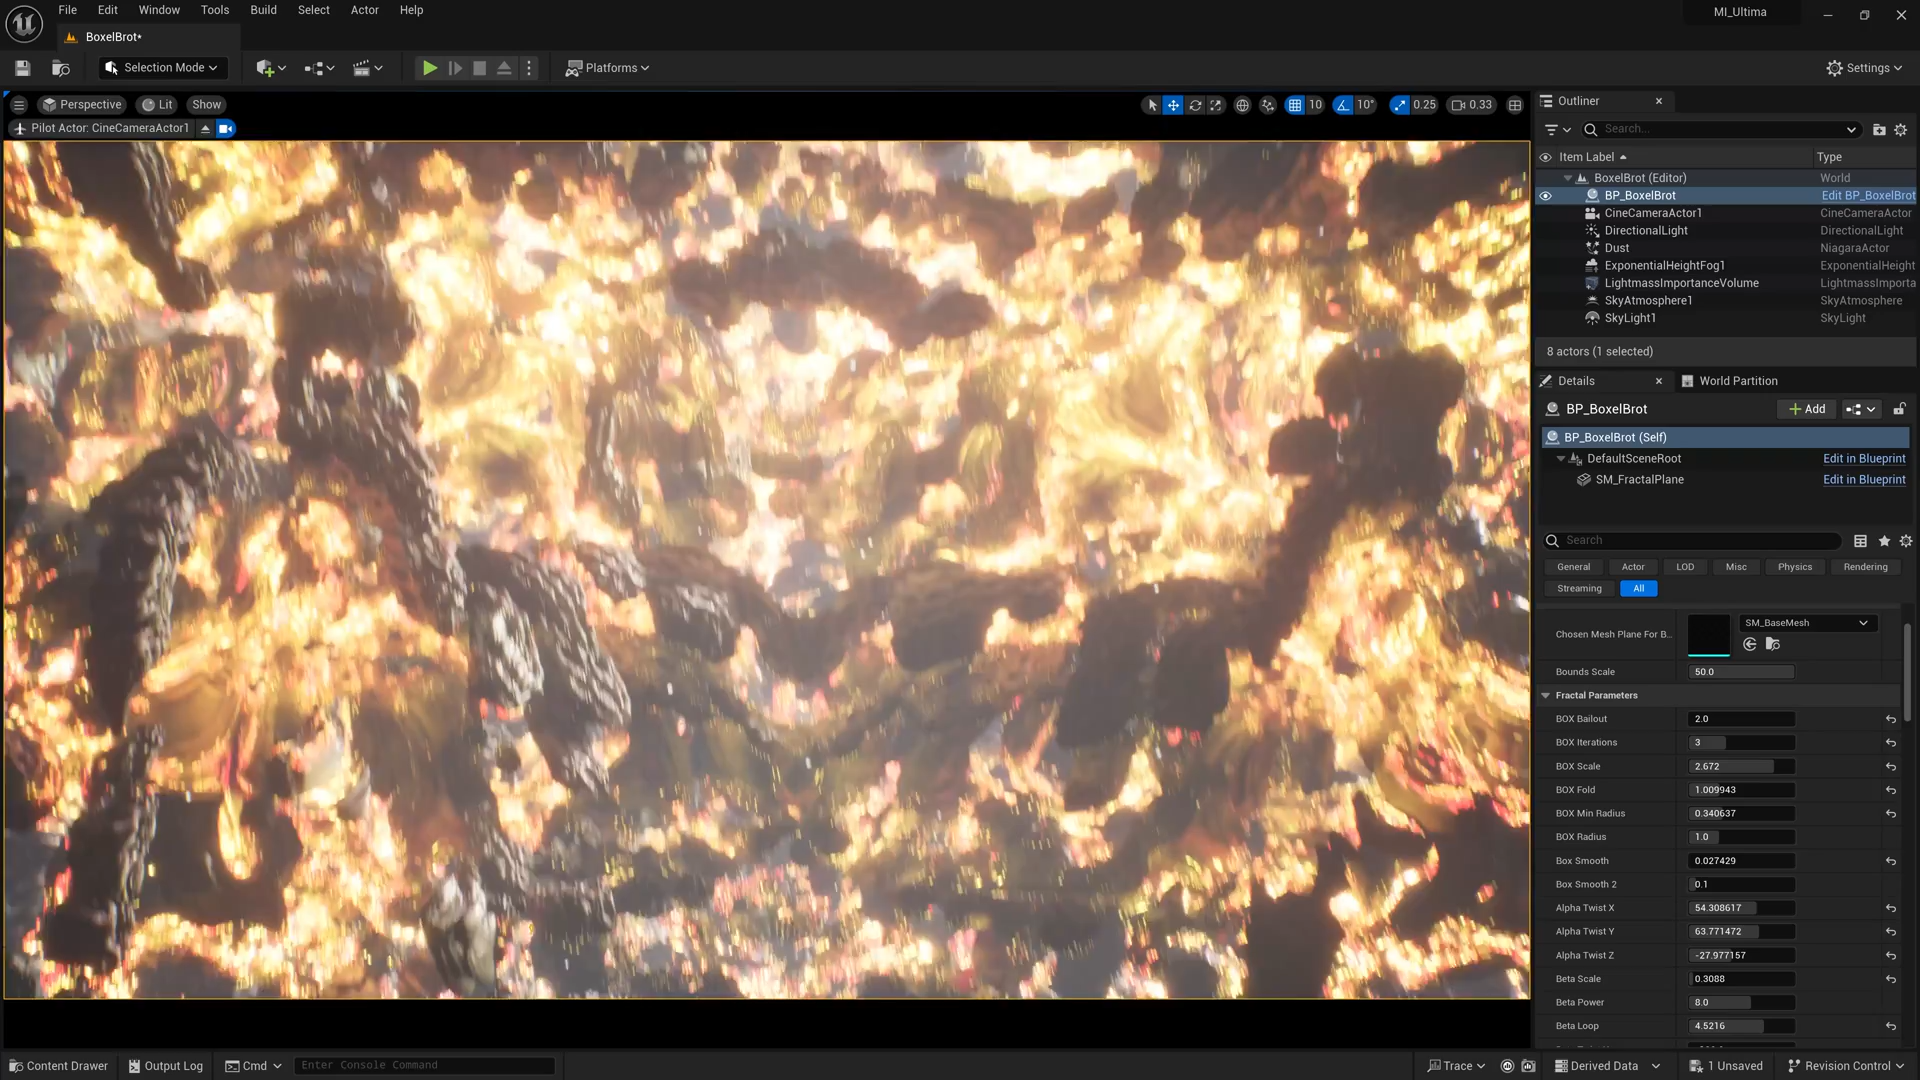 File Edit Window Tools Build Select Actor Help
MI_Ultima
BoxelBrot*
Selection Mode
Platforms
Settings
Perspective Lit Show
10 10° 0.25 0.33
Pilot Actor: CineCameraActor1
Outliner
Search...
Item Label Type
BoxelBrot (Editor) World
BP_BoxelBrot Edit BP_BoxelBrot
CineCameraActor1 CineCameraActor
DirectionalLight DirectionalLight
Dust NiagaraActor
ExponentialHeightFog1 ExponentialHeight
LightmassImportanceVolume LightmassImporta
SkyAtmosphere1 SkyAtmosphere
SkyLight1 SkyLight
8 actors (1 selected)
Details World Partition
BP_BoxelBrot Add
BP_BoxelBrot (Self)
DefaultSceneRoot Edit in Blueprint
SM_FractalPlane Edit in Blueprint
Search
General Actor LOD Misc Physics Rendering
Streaming All
SM_BaseMesh
Chosen Mesh Plane For B...
Bounds Scale 50.0
Fractal Parameters
BOX Bailout 2.0
BOX Iterations 3
BOX Scale 2.672
BOX Fold 1.009943
BOX Min Radius 0.340637
BOX Radius 1.0
Box Smooth 0.027429
Box Smooth 2 0.1
Alpha Twist X 54.308617
Alpha Twist Y 63.771472
Alpha Twist Z -27.977157
Beta Scale 0.3088
Beta Power 8.0
Beta Loop 4.5216
Content Drawer Output Log Cmd Enter Console Command
Trace Derived Data 1 Unsaved Revision Control